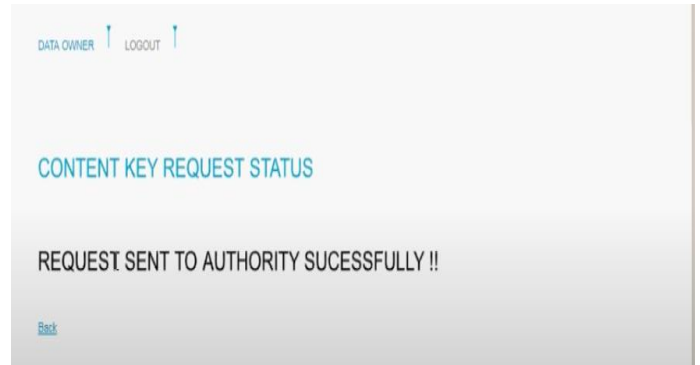 DATA OWNER LOGOUT
CONTENT KEY REQUEST STATUS
REQUEST SENT TO AUTHORITY SUCESSFULLY !!
Back